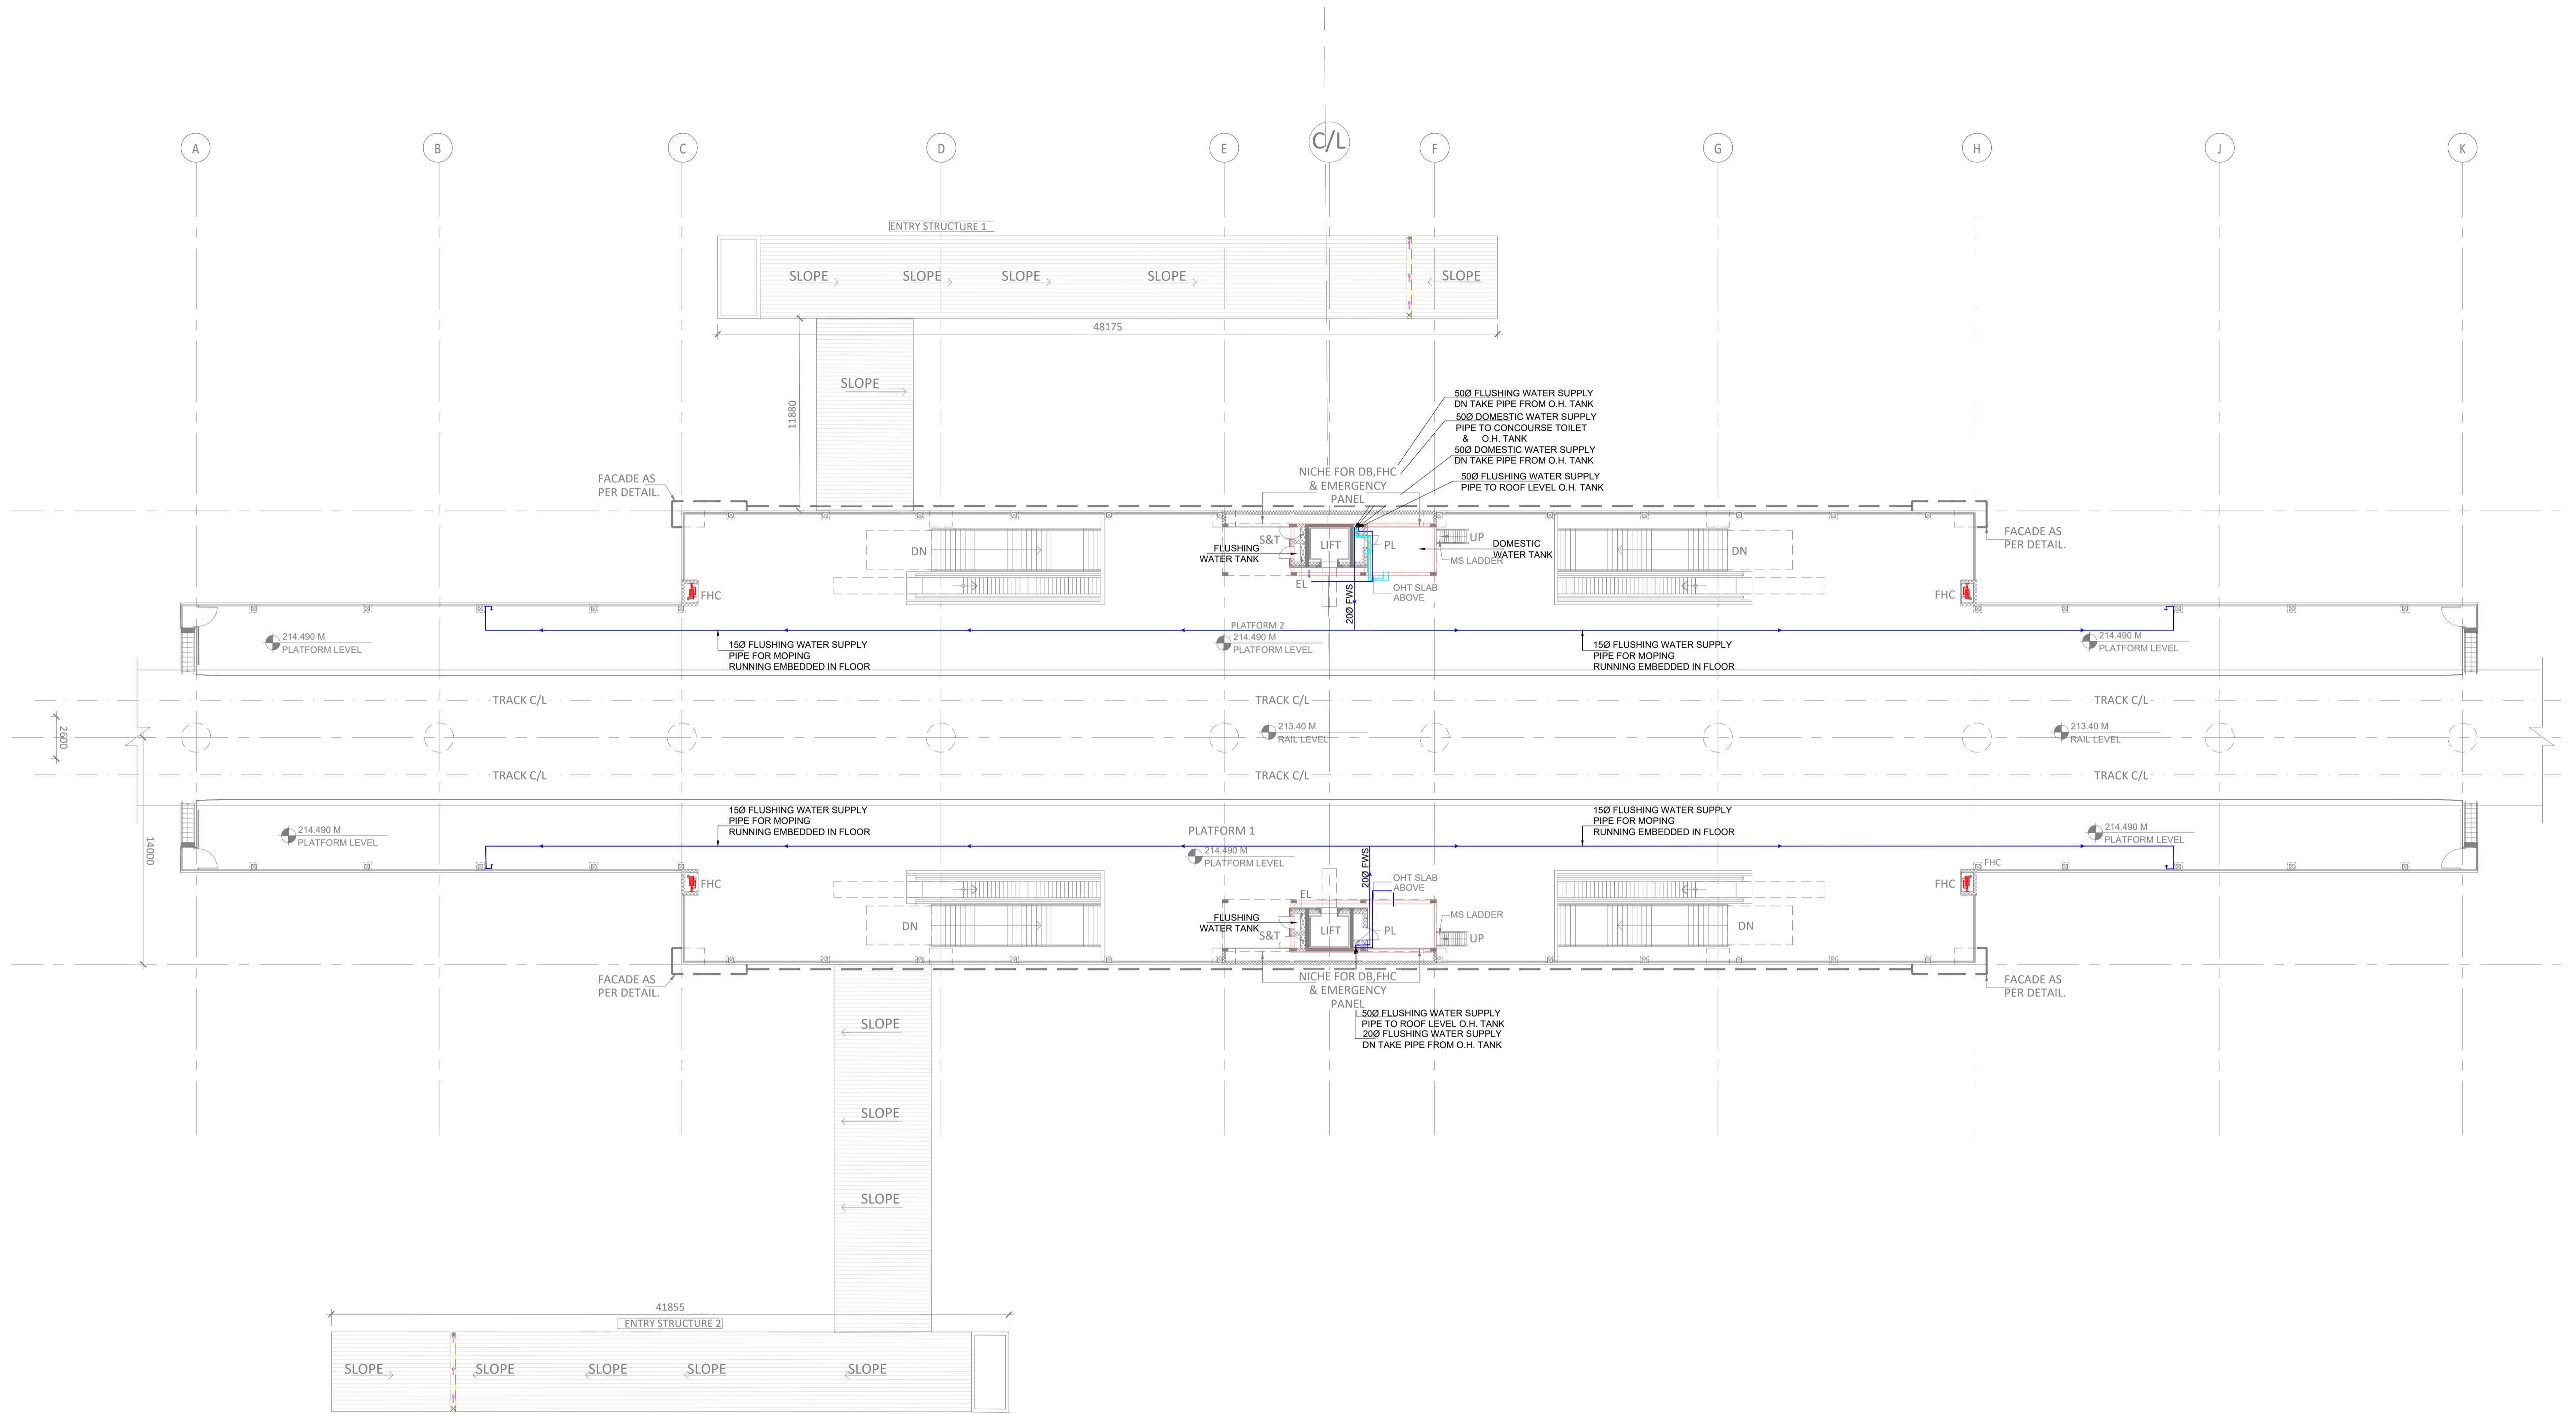 C/L
A
B
C
D
E
F
G
H
J
K
ENTRY STRUCTURE 1
SLOPE
SLOPE
SLOPE
SLOPE
SLOPE
48175
SLOPE
11880
50Ø FLUSHING WATER SUPPLY
DN TAKE PIPE FROM O.H. TANK
50Ø DOMESTIC WATER SUPPLY
PIPE TO CONCOURSE TOILET
& O.H. TANK
50Ø DOMESTIC WATER SUPPLY
DN TAKE PIPE FROM O.H. TANK
50Ø FLUSHING WATER SUPPLY
PIPE TO ROOF LEVEL O.H. TANK
NICHE FOR DB,FHC
& EMERGENCY
PANEL
FACADE AS
PER DETAIL.
FACADE AS
PER DETAIL.
DN
S&T
FLUSHING
WATER TANK
LIFT
PL
UP
DOMESTIC
WATER TANK
MS LADDER
DN
EL
OHT SLAB
ABOVE
FHC
FHC
20Ø FWS
PLATFORM 2
214.490 M
PLATFORM LEVEL
214.490 M
PLATFORM LEVEL
214.490 M
PLATFORM LEVEL
15Ø FLUSHING WATER SUPPLY
PIPE FOR MOPING
RUNNING EMBEDDED IN FLOOR
15Ø FLUSHING WATER SUPPLY
PIPE FOR MOPING
RUNNING EMBEDDED IN FLOOR
TRACK C/L
TRACK C/L
TRACK C/L
2600
213.40 M
RAIL LEVEL
213.40 M
RAIL LEVEL
TRACK C/L
TRACK C/L
TRACK C/L
14000
15Ø FLUSHING WATER SUPPLY
PIPE FOR MOPING
RUNNING EMBEDDED IN FLOOR
15Ø FLUSHING WATER SUPPLY
PIPE FOR MOPING
RUNNING EMBEDDED IN FLOOR
214.490 M
PLATFORM LEVEL
PLATFORM 1
214.490 M
PLATFORM LEVEL
214.490 M
PLATFORM LEVEL
20Ø FWS
FHC
FHC
FHC
OHT SLAB
ABOVE
EL
FLUSHING
WATER TANK
S&T
LIFT
PL
MS LADDER
UP
DN
DN
NICHE FOR DB,FHC
& EMERGENCY
PANEL
FACADE AS
PER DETAIL.
FACADE AS
PER DETAIL.
50Ø FLUSHING WATER SUPPLY
PIPE TO ROOF LEVEL O.H. TANK
20Ø FLUSHING WATER SUPPLY
DN TAKE PIPE FROM O.H. TANK
SLOPE
SLOPE
SLOPE
41855
ENTRY STRUCTURE 2
SLOPE
SLOPE
SLOPE
SLOPE
SLOPE